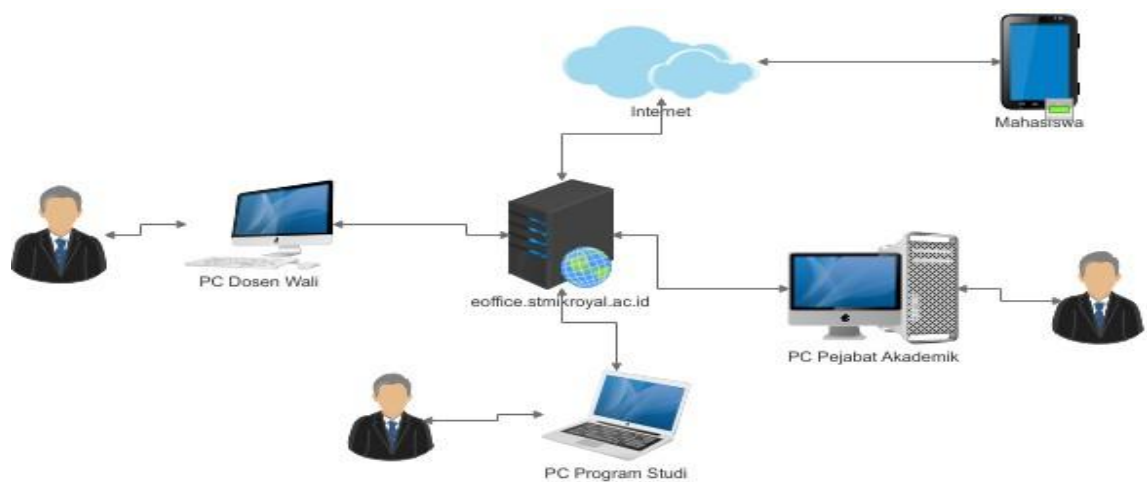 Internet
Mahasiswa
PC Dosen Wali
eoffice.stmikroyal.ac.id
PC Pejabat Akademik
PC Program Studi